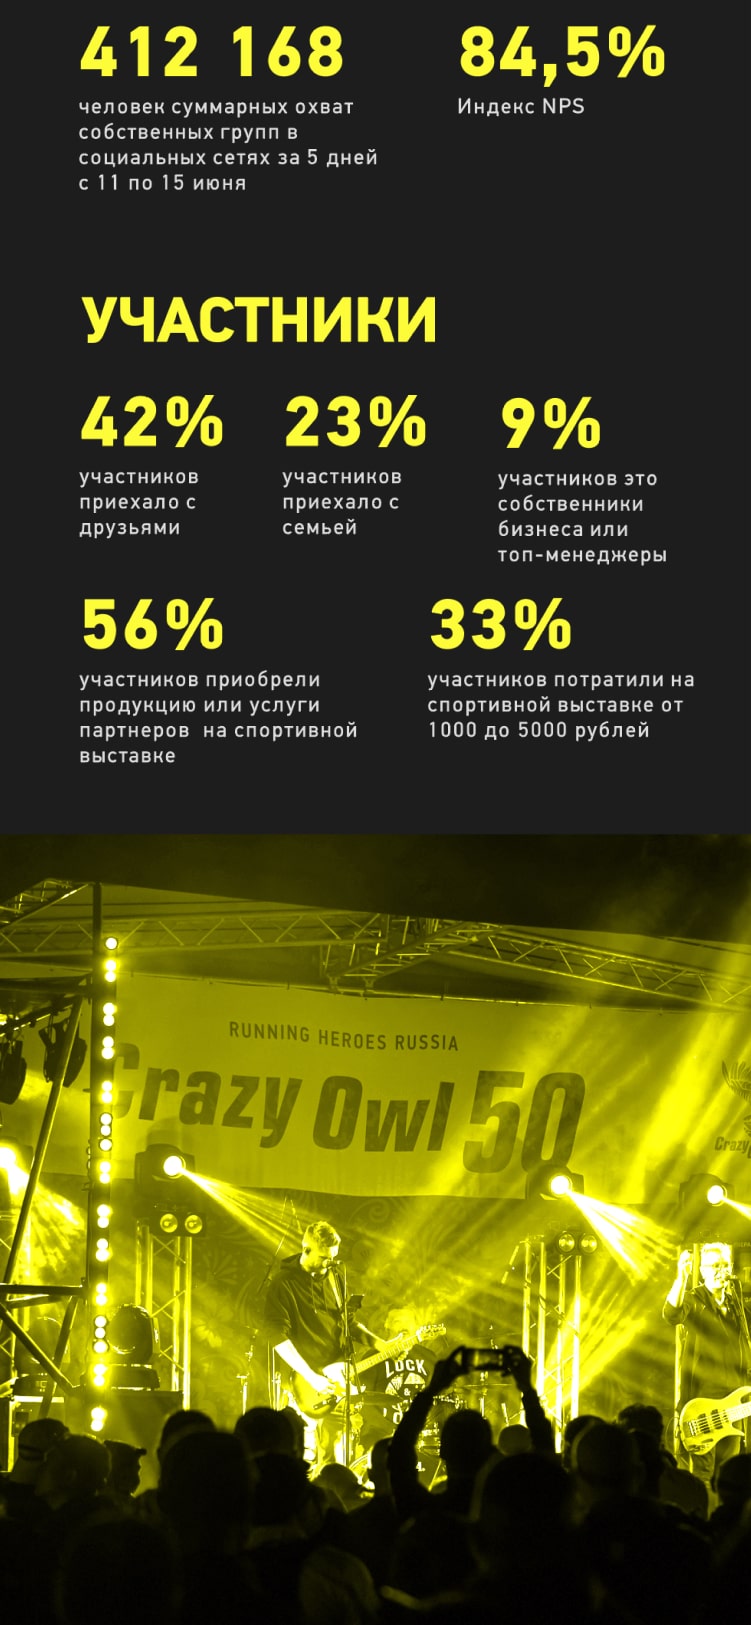 412 168
человек суммарных охват
собственных групп в
социальных сетях за 5 дней
с 11 по 15 июня
84,5%
Индекс NPS
УЧАСТНИКИ
42%
участников
приехало с
друзьями
23%
участников
приехало с
семьей
9%
участников это
собственники
бизнеса или
топ-менеджеры
56%
участников приобрели
продукцию или услуги
партнеров на спортивной
выставке
33%
участников потратили на
спортивной выставке от
1000 до 5000 рублей
RUNNING HEROES RUSSIA
Crazy Owl 50
Crazy
LUCK
&